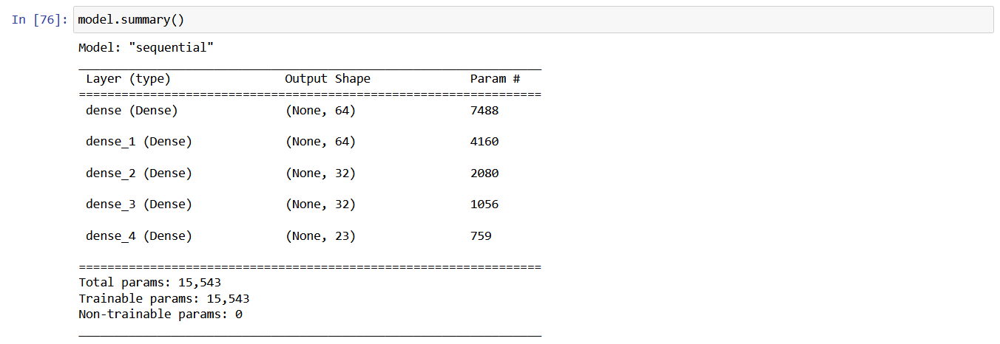 In [76]: model.summary()
Model: "sequential"
_________________________________________________________________
Layer (type) Output Shape Param #
=================================================================
dense (Dense) (None, 64) 7488
dense_1 (Dense) (None, 64) 4160
dense_2 (Dense) (None, 32) 2080
dense_3 (Dense) (None, 32) 1056
dense_4 (Dense) (None, 23) 759
=================================================================
Total params: 15,543
Trainable params: 15,543
Non-trainable params: 0
_________________________________________________________________